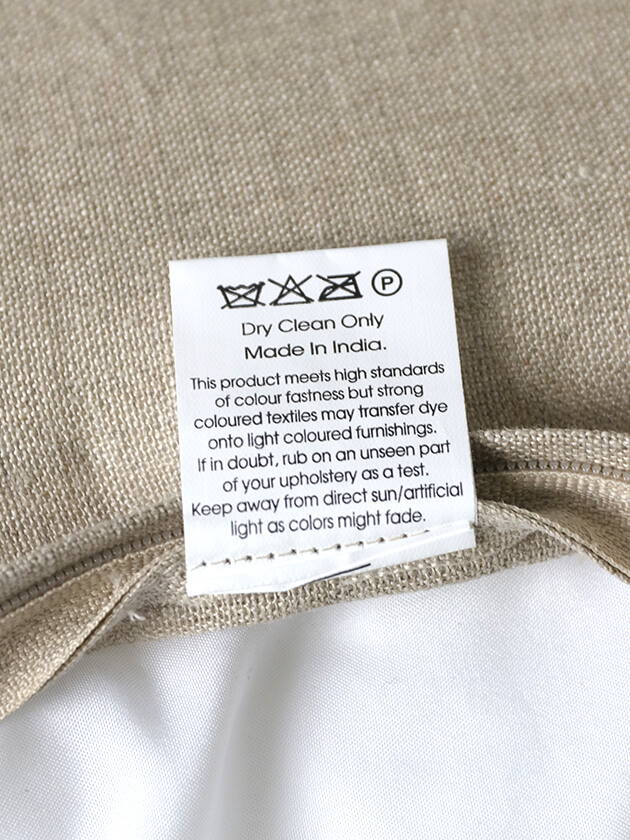 P
Dry Clean Only
Made In India.
This product meets high standards
of colour fastness but strong
coloured textiles may transfer dye
onto light coloured furnishings.
If in doubt, rub on an unseen part
of your upholstery as a test.
Keep away from direct sun/artificial
light as colors might fade.